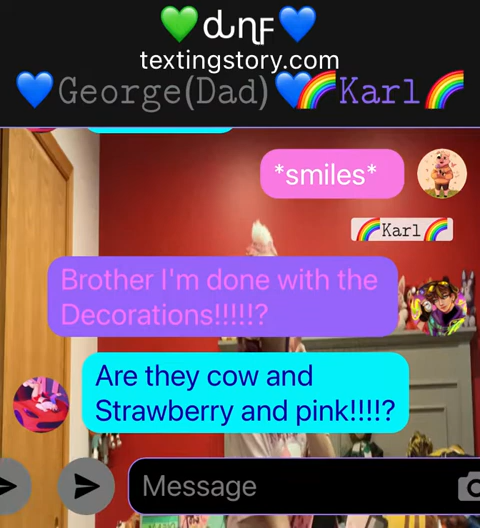 💚ԃɳϝ💙
textingstory.com
💙George(Dad)💙🌈Karl🌈
*smiles*
🌈Karl🌈
Brother I'm done with the
Decorations!!!!!?
Are they cow and
Strawberry and pink!!!!?
Message